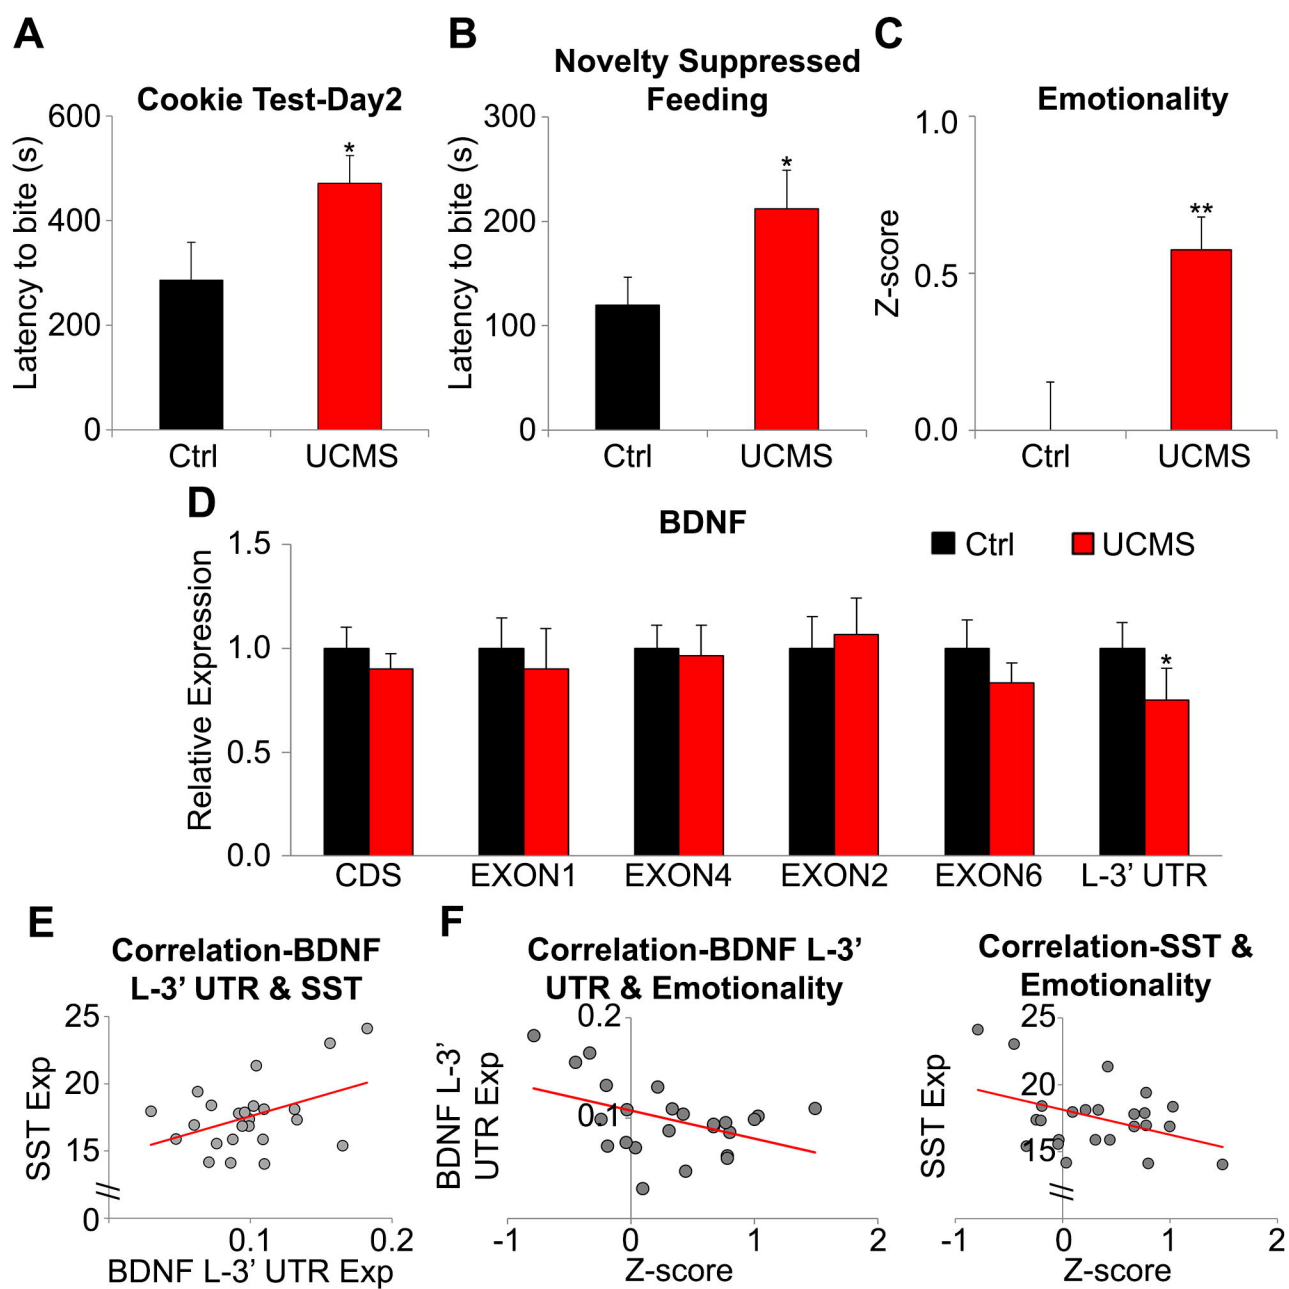 A
Cookie Test-Day2
Latency to bite (s)
600
400
200
0
*
Ctrl
UCMS
B
Novelty Suppressed
Feeding
Latency to bite (s)
300
200
100
0
*
Ctrl
UCMS
C
Emotionality
Z-score
1.0
0.5
0.0
**
Ctrl
UCMS
D
BDNF
Ctrl
UCMS
Relative Expression
1.5
1.0
0.5
0.0
*
CDS
EXON1
EXON4
EXON2
EXON6
L-3’ UTR
E
Correlation-BDNF
L-3’ UTR & SST
SST Exp
25
20
15
0
0.1
0.2
BDNF L-3’ UTR Exp
F
Correlation-BDNF L-3’
UTR & Emotionality
BDNF L-3’
UTR Exp
0.2
0.1
-1
0
1
2
Z-score
Correlation-SST &
Emotionality
SST Exp
25
20
15
-1
0
1
2
Z-score